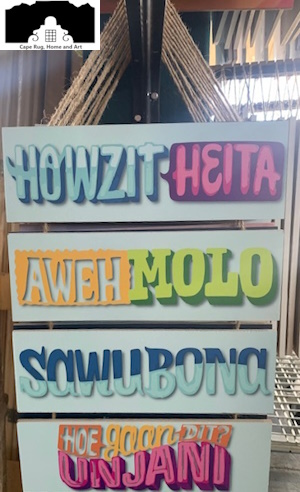 Cape Rug, Home and Art
HOWZIT HEITA
AWEH MOLO
SAWUBONA
HOE gaan DIT?
UNJANI